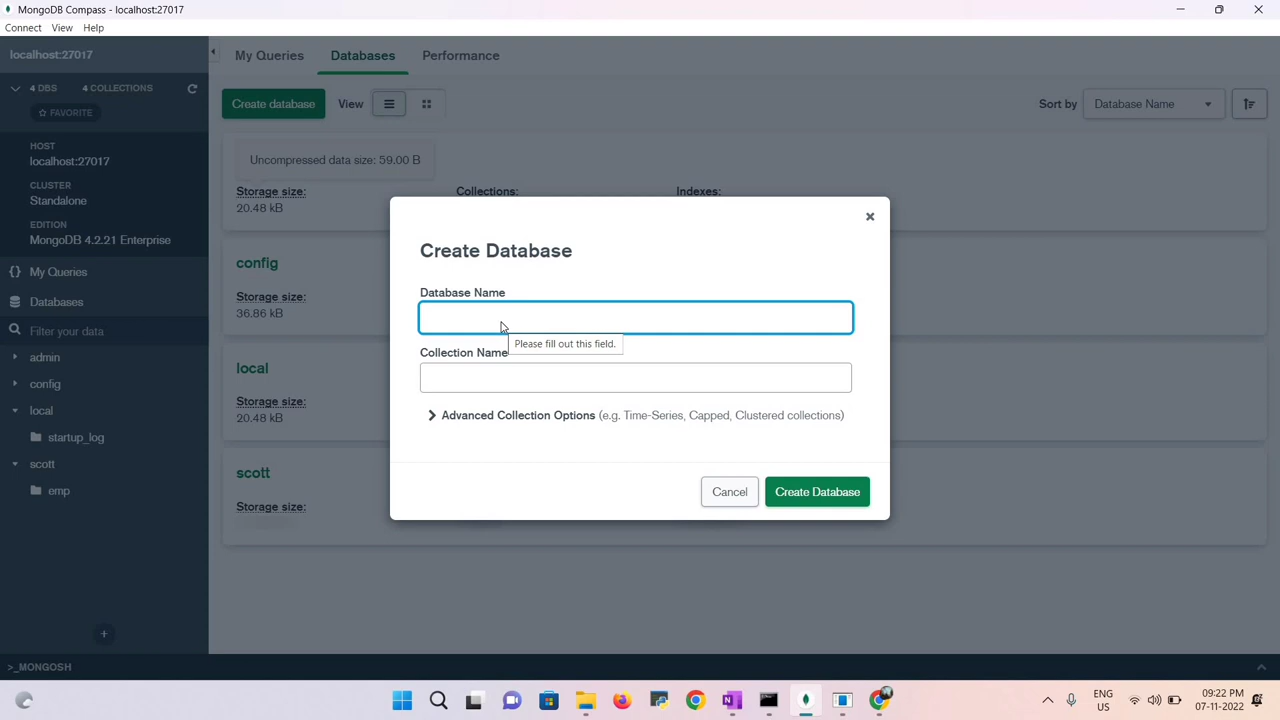 MongoDB Compass - localhost:27017
Connect View Help
localhost:27017
My Queries Databases Performance
4 DBS 4 COLLECTIONS
FAVORITE
Create database View Sort by Database Name
HOST
localhost:27017
Uncompressed data size: 59.00 B
CLUSTER
Standalone
Storage size: Collections: Indexes:
20.48 kB
EDITION
MongoDB 4.2.21 Enterprise
Create Database
config
{} My Queries
Database Name
Storage size:
Databases
36.86 kB
Filter your data
Please fill out this field.
Collection Name
admin
local
config
Storage size:
local
20.48 kB
Advanced Collection Options (e.g. Time-Series, Capped, Clustered collections)
startup_log
scott
scott
emp
Cancel Create Database
Storage size:
>_MONGOSH
ENG
US
09:22 PM
07-11-2022